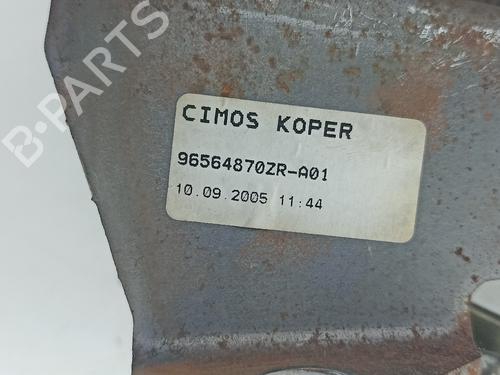 B-PARTS
CIMOS KOPER
96564870ZR-A01
10.09.2005 11:44